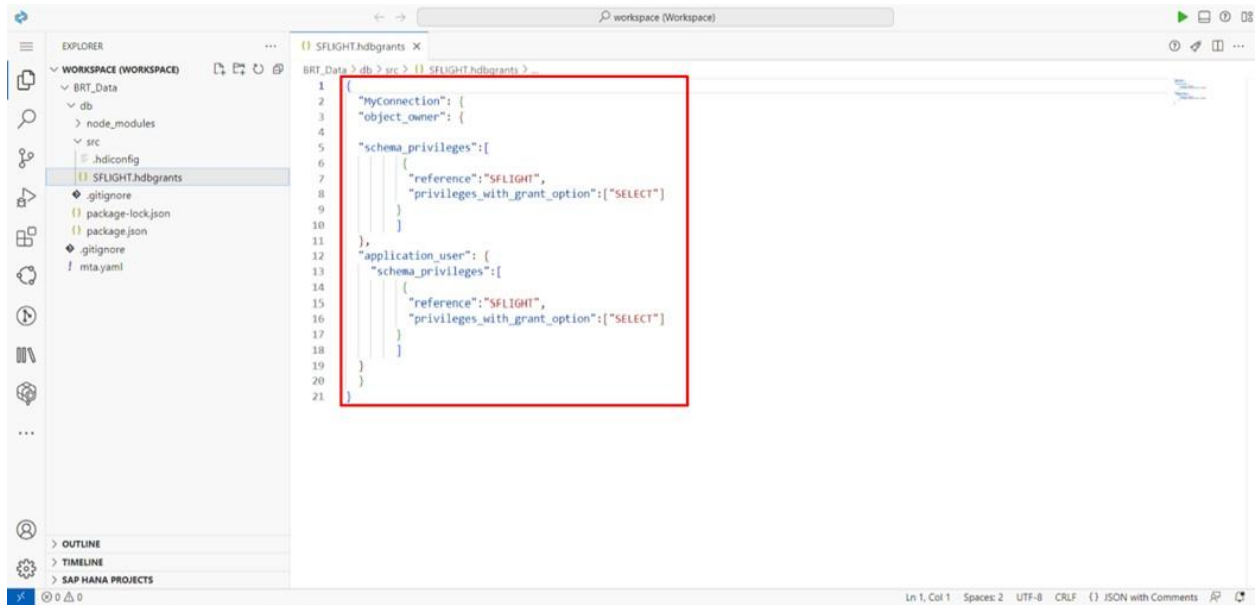 workspace (Workspace)
EXPLORER
WORKSPACE (WORKSPACE)
BRT_Data
db
node_modules
src
.hdiconfig
SFLIGHT.hdbgrants
.gitignore
package-lock.json
package.json
.gitignore
mta.yaml
OUTLINE
TIMELINE
SAP HANA PROJECTS
{} SFLIGHT.hdbgrants ×
BRT_Data > db > src > {} SFLIGHT.hdbgrants > ...
1 {
2 "MyConnection": {
3 "object_owner": {
4
5 "schema_privileges":[
6 {
7 "reference":"SFLIGHT",
8 "privileges_with_grant_option":["SELECT"]
9 }
10 ]
11 },
12 "application_user": {
13 "schema_privileges":[
14 {
15 "reference":"SFLIGHT",
16 "privileges_with_grant_option":["SELECT"]
17 }
18 ]
19 }
20 }
21 }
0 0
Ln 1, Col 1 Spaces: 2 UTF-8 CRLF {} JSON with Comments